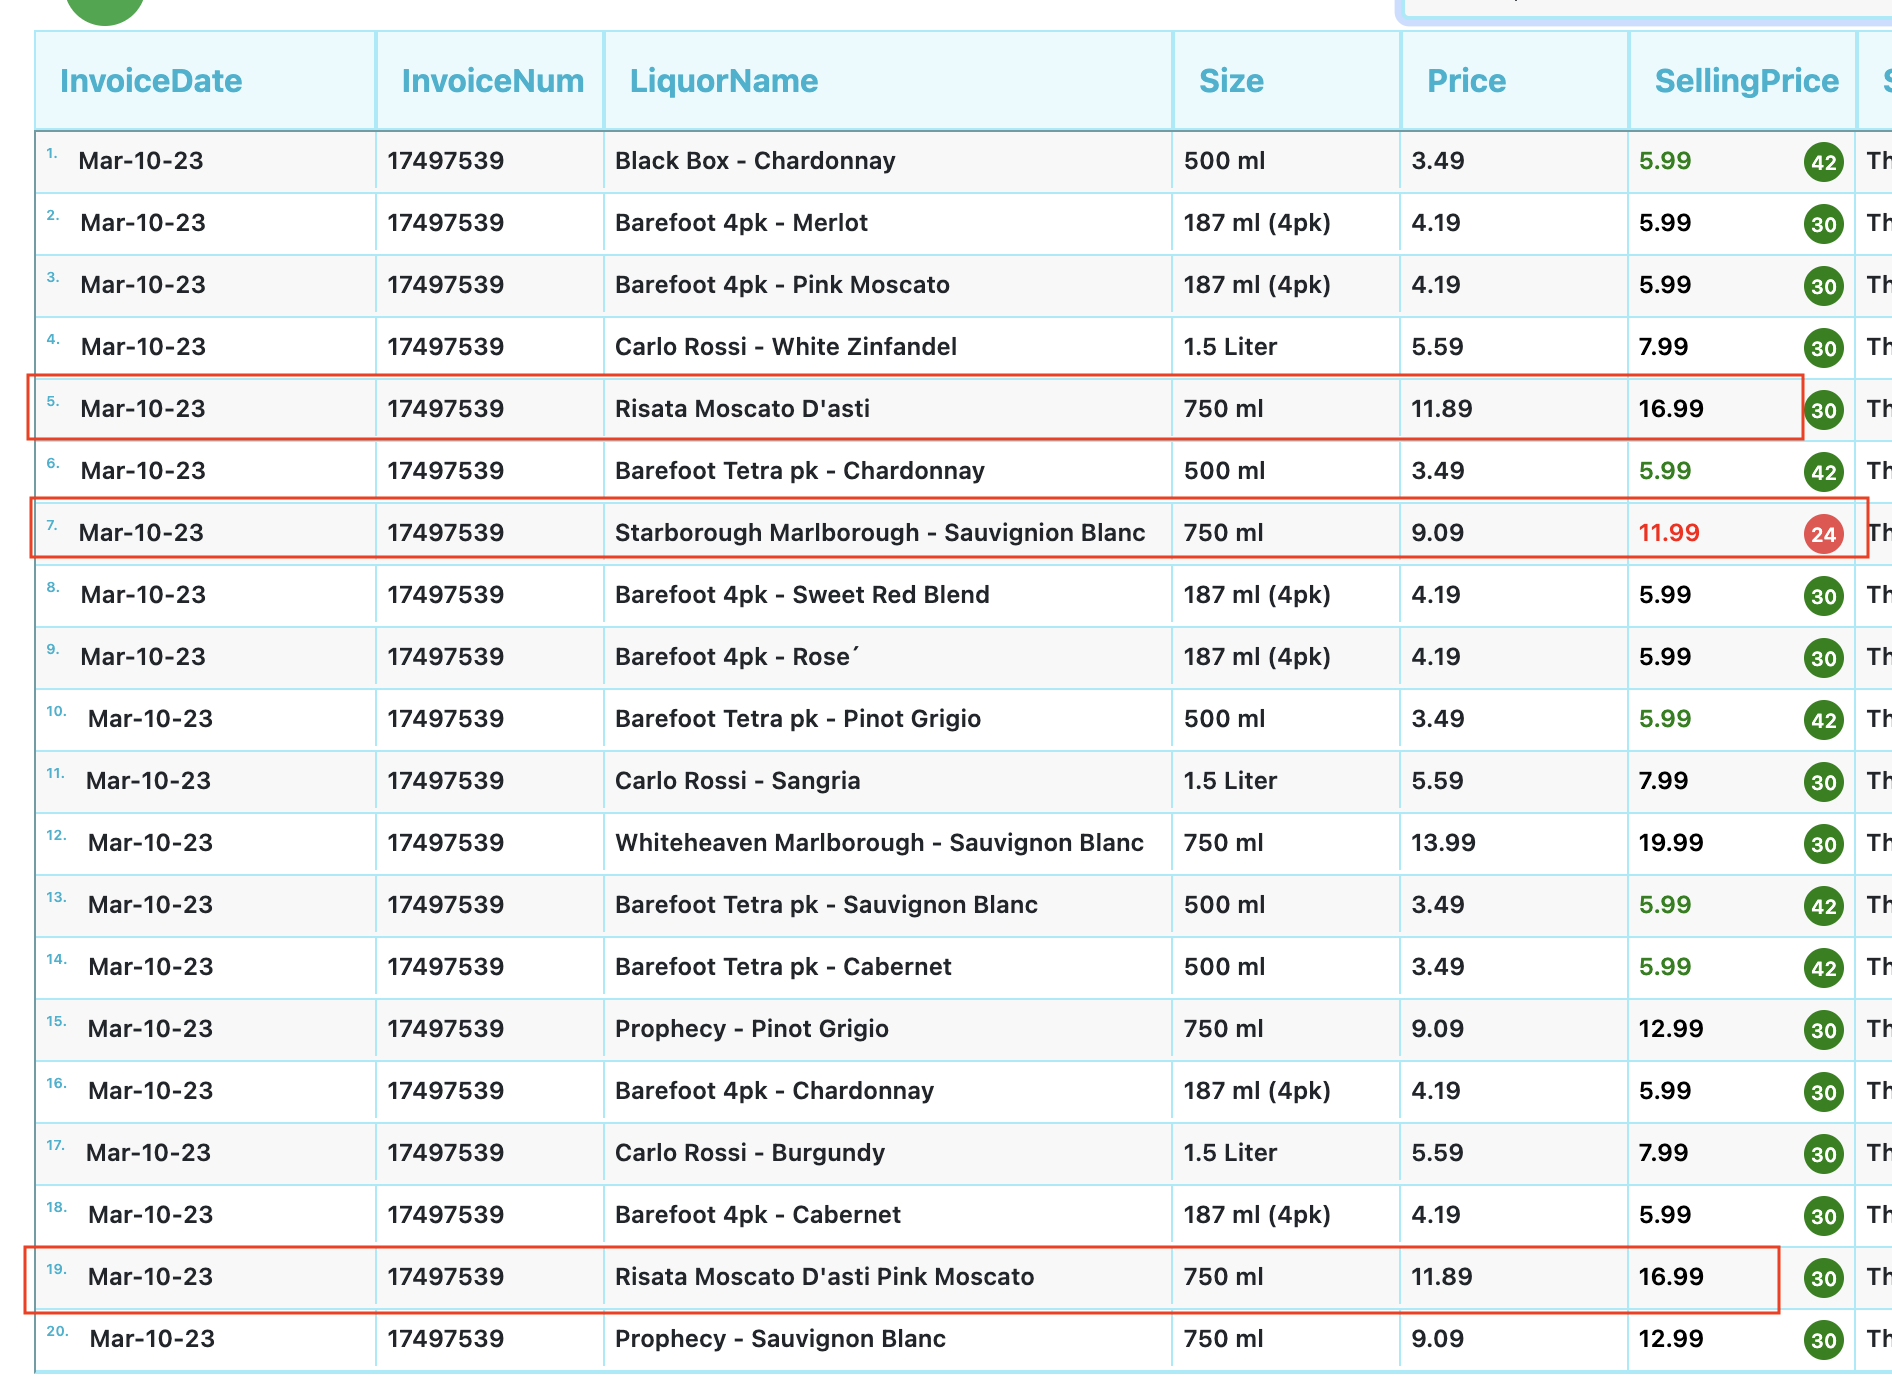 InvoiceDate InvoiceNum LiquorName Size Price SellingPrice
1. Mar-10-23 17497539 Black Box - Chardonnay 500 ml 3.49 5.99 42 Th
2. Mar-10-23 17497539 Barefoot 4pk - Merlot 187 ml (4pk) 4.19 5.99 30 Th
3. Mar-10-23 17497539 Barefoot 4pk - Pink Moscato 187 ml (4pk) 4.19 5.99 30 Th
4. Mar-10-23 17497539 Carlo Rossi - White Zinfandel 1.5 Liter 5.59 7.99 30 Th
5. Mar-10-23 17497539 Risata Moscato D'asti 750 ml 11.89 16.99 30 Th
6. Mar-10-23 17497539 Barefoot Tetra pk - Chardonnay 500 ml 3.49 5.99 42 Th
7. Mar-10-23 17497539 Starborough Marlborough - Sauvignion Blanc 750 ml 9.09 11.99 24 Th
8. Mar-10-23 17497539 Barefoot 4pk - Sweet Red Blend 187 ml (4pk) 4.19 5.99 30 Th
9. Mar-10-23 17497539 Barefoot 4pk - Rose´ 187 ml (4pk) 4.19 5.99 30 Th
10. Mar-10-23 17497539 Barefoot Tetra pk - Pinot Grigio 500 ml 3.49 5.99 42 Th
11. Mar-10-23 17497539 Carlo Rossi - Sangria 1.5 Liter 5.59 7.99 30 Th
12. Mar-10-23 17497539 Whiteheaven Marlborough - Sauvignon Blanc 750 ml 13.99 19.99 30 Th
13. Mar-10-23 17497539 Barefoot Tetra pk - Sauvignon Blanc 500 ml 3.49 5.99 42 Th
14. Mar-10-23 17497539 Barefoot Tetra pk - Cabernet 500 ml 3.49 5.99 42 Th
15. Mar-10-23 17497539 Prophecy - Pinot Grigio 750 ml 9.09 12.99 30 Th
16. Mar-10-23 17497539 Barefoot 4pk - Chardonnay 187 ml (4pk) 4.19 5.99 30 Th
17. Mar-10-23 17497539 Carlo Rossi - Burgundy 1.5 Liter 5.59 7.99 30 Th
18. Mar-10-23 17497539 Barefoot 4pk - Cabernet 187 ml (4pk) 4.19 5.99 30 Th
19. Mar-10-23 17497539 Risata Moscato D'asti Pink Moscato 750 ml 11.89 16.99 30 Th
20. Mar-10-23 17497539 Prophecy - Sauvignon Blanc 750 ml 9.09 12.99 30 Th